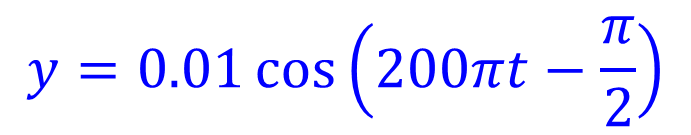 y = 0.01 cos (200πt − π/2)